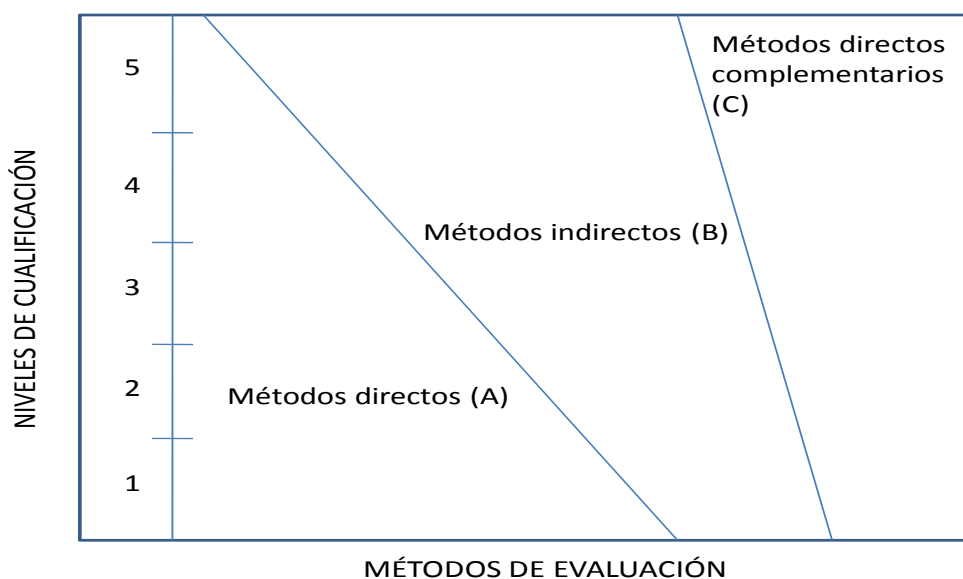 NIVELES DE CUALIFICACIÓN
5
4
3
2
1
Métodos directos
complementarios
(C)
Métodos indirectos (B)
Métodos directos (A)
MÉTODOS DE EVALUACIÓN